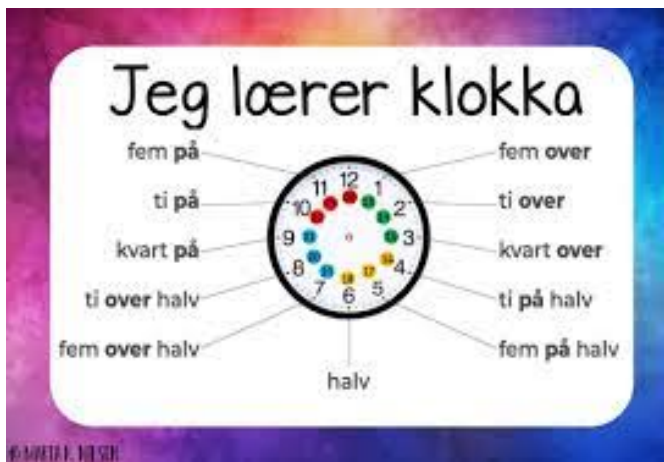 Jeg lærer klokka
fem på
fem over
ti på
ti over
kvart på
kvart over
ti over halv
ti på halv
fem over halv
fem på halv
halv
11 12 1
10 2
9 3
8 4
7 6 5